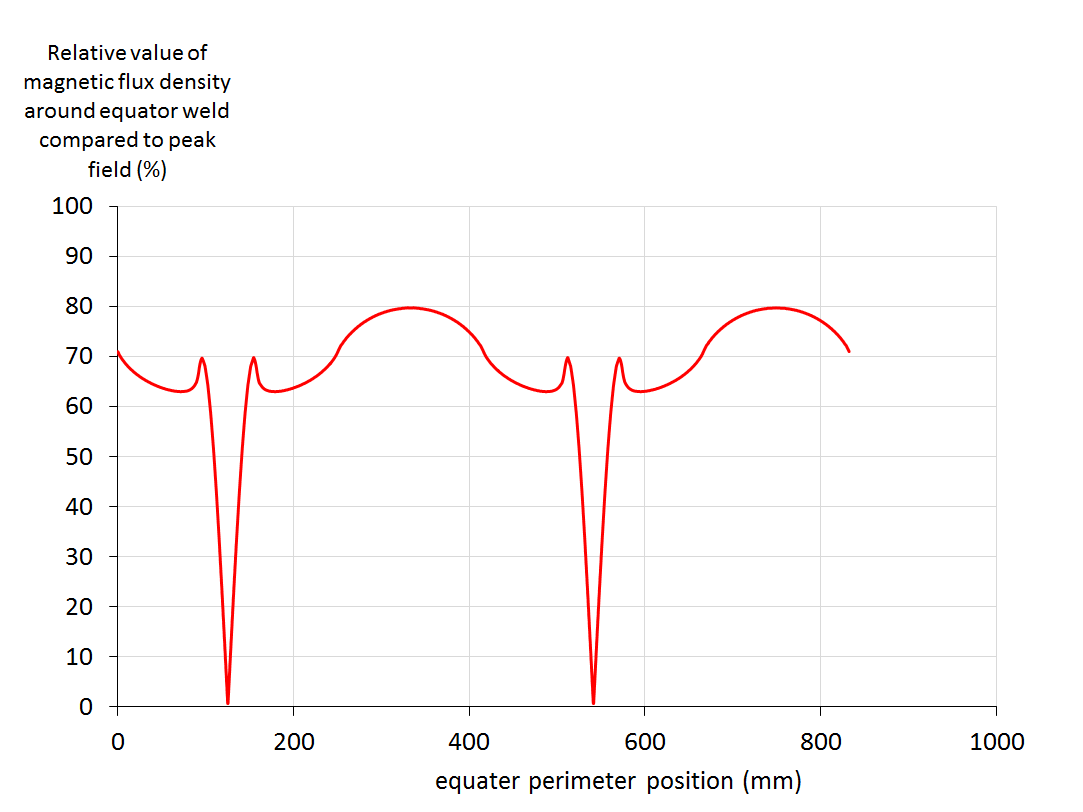 Relative value of
magnetic flux density
around equator weld
compared to peak
field (%)
100
90
80
70
60
50
40
30
20
10
0
0 200 400 600 800 1000
equater perimeter position (mm)